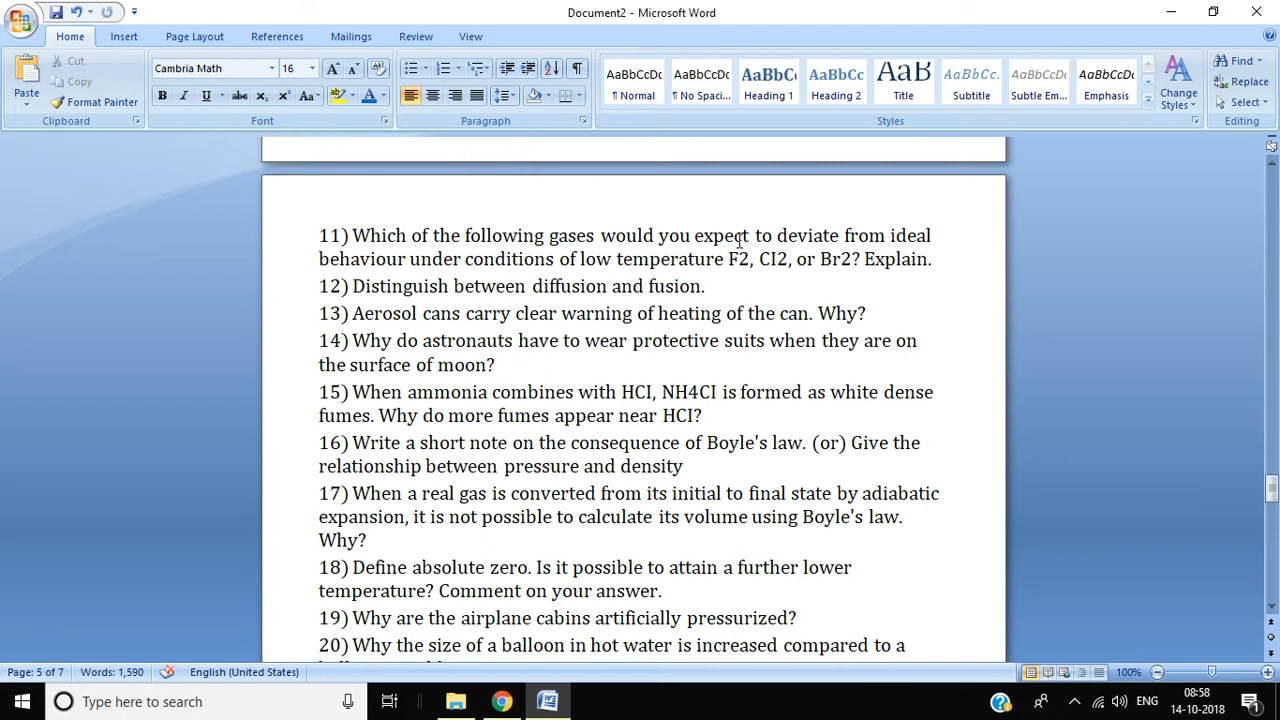 Document2 - Microsoft Word
Home Insert Page Layout References Mailings Review View
Paste
Cut
Copy
Format Painter
Clipboard
Cambria Math 16
Font
Paragraph
AaBbCcDc AaBbCcDc AaBbC AaBbCc AaB AaBbCc. AaBbCcDc AaBbCcDc
¶ Normal ¶ No Spaci... Heading 1 Heading 2 Title Subtitle Subtle Em... Emphasis
Change
Styles
Styles
Find
Replace
Select
Editing
11) Which of the following gases would you expect to deviate from ideal
behaviour under conditions of low temperature F2, CI2, or Br2? Explain.
12) Distinguish between diffusion and fusion.
13) Aerosol cans carry clear warning of heating of the can. Why?
14) Why do astronauts have to wear protective suits when they are on
the surface of moon?
15) When ammonia combines with HCI, NH4CI is formed as white dense
fumes. Why do more fumes appear near HCI?
16) Write a short note on the consequence of Boyle's law. (or) Give the
relationship between pressure and density
17) When a real gas is converted from its initial to final state by adiabatic
expansion, it is not possible to calculate its volume using Boyle's law.
Why?
18) Define absolute zero. Is it possible to attain a further lower
temperature? Comment on your answer.
19) Why are the airplane cabins artificially pressurized?
20) Why the size of a balloon in hot water is increased compared to a
Page: 5 of 7 Words: 1,590 English (United States) 100%
Type here to search
ENG
08:58
14-10-2018